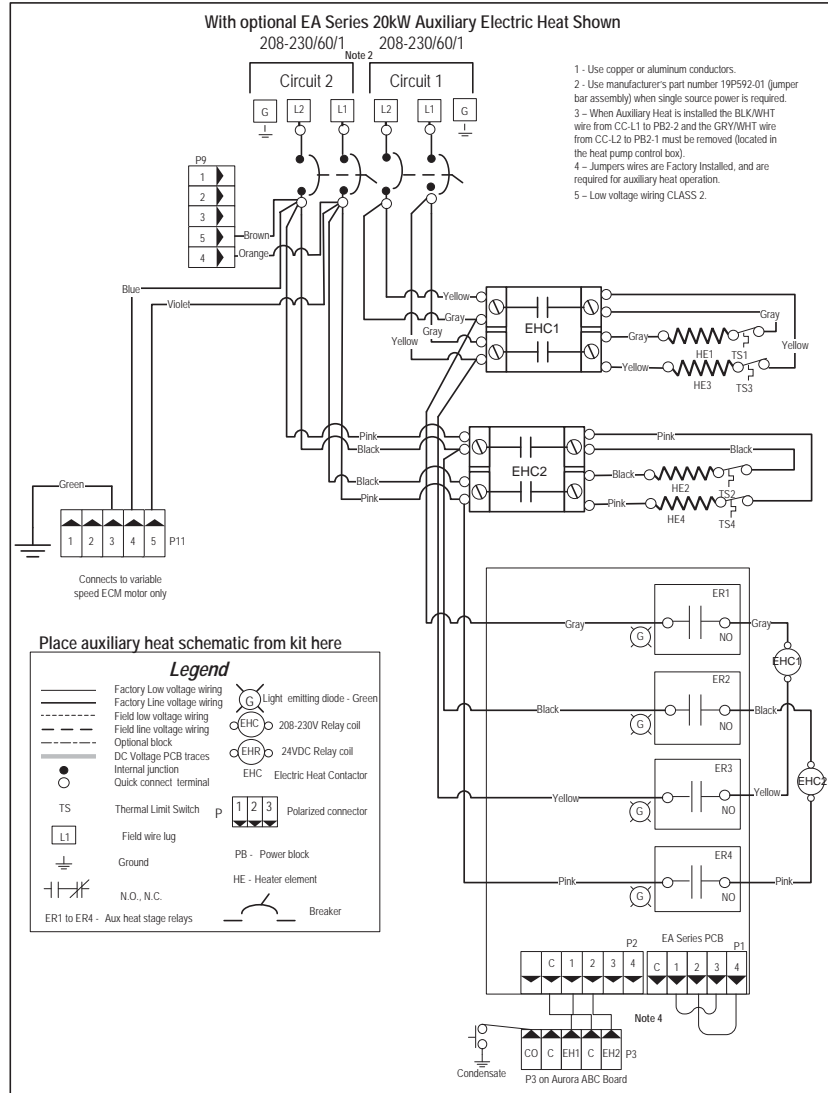 With optional EA Series 20kW Auxiliary Electric Heat Shown
208-230/60/1
Note 2
208-230/60/1
Circuit 2
Circuit 1
G
L2
L1
L2
L1
G
1 - Use copper or aluminum conductors.
2 - Use manufacturer's part number 19P592-01 (jumper
bar assembly) when single source power is required.
3 – When Auxiliary Heat is installed the BLK/WHT
wire from CC-L1 to PB2-2 and the GRY/WHT wire
from CC-L2 to PB2-1 must be removed (located in
the heat pump control box).
4 – Jumpers wires are Factory Installed, and are
required for auxiliary heat operation.
5 – Low voltage wiring CLASS 2.
P9
1
2
3
5
4
Brown
Orange
Blue
Violet
Yellow
Gray
Gray
Yellow
EHC1
Gray
Yellow
Gray
HE1
TS1
Yellow
HE3
TS3
Pink
Black
Black
Pink
EHC2
Pink
Black
Black
HE2
TS2
Pink
HE4
TS4
Green
1
2
3
4
5
P11
Connects to variable
speed ECM motor only
ER1
Gray
G
NO
Gray
EHC1
ER2
Black
G
NO
Black
EHC2
ER3
Yellow
G
NO
Yellow
ER4
Pink
G
NO
Pink
EA Series PCB
P2
P1
C
1
2
3
4
C
1
2
3
4
Note 4
Condensate
CO
C
EH1
C
EH2
P3
P3 on Aurora ABC Board
Place auxiliary heat schematic from kit here
Legend
Factory Low voltage wiring
Factory Line voltage wiring
Field low voltage wiring
Field line voltage wiring
Optional block
DC Voltage PCB traces
Internal junction
Quick connect terminal
TS
Thermal Limit Switch
L1
Field wire lug
Ground
N.O., N.C.
ER1 to ER4 - Aux heat stage relays
G
Light emitting diode - Green
EHC
208-230V Relay coil
EHR
24VDC Relay coil
EHC
Electric Heat Contactor
P
1
2
3
Polarized connector
PB - Power block
HE - Heater element
Breaker